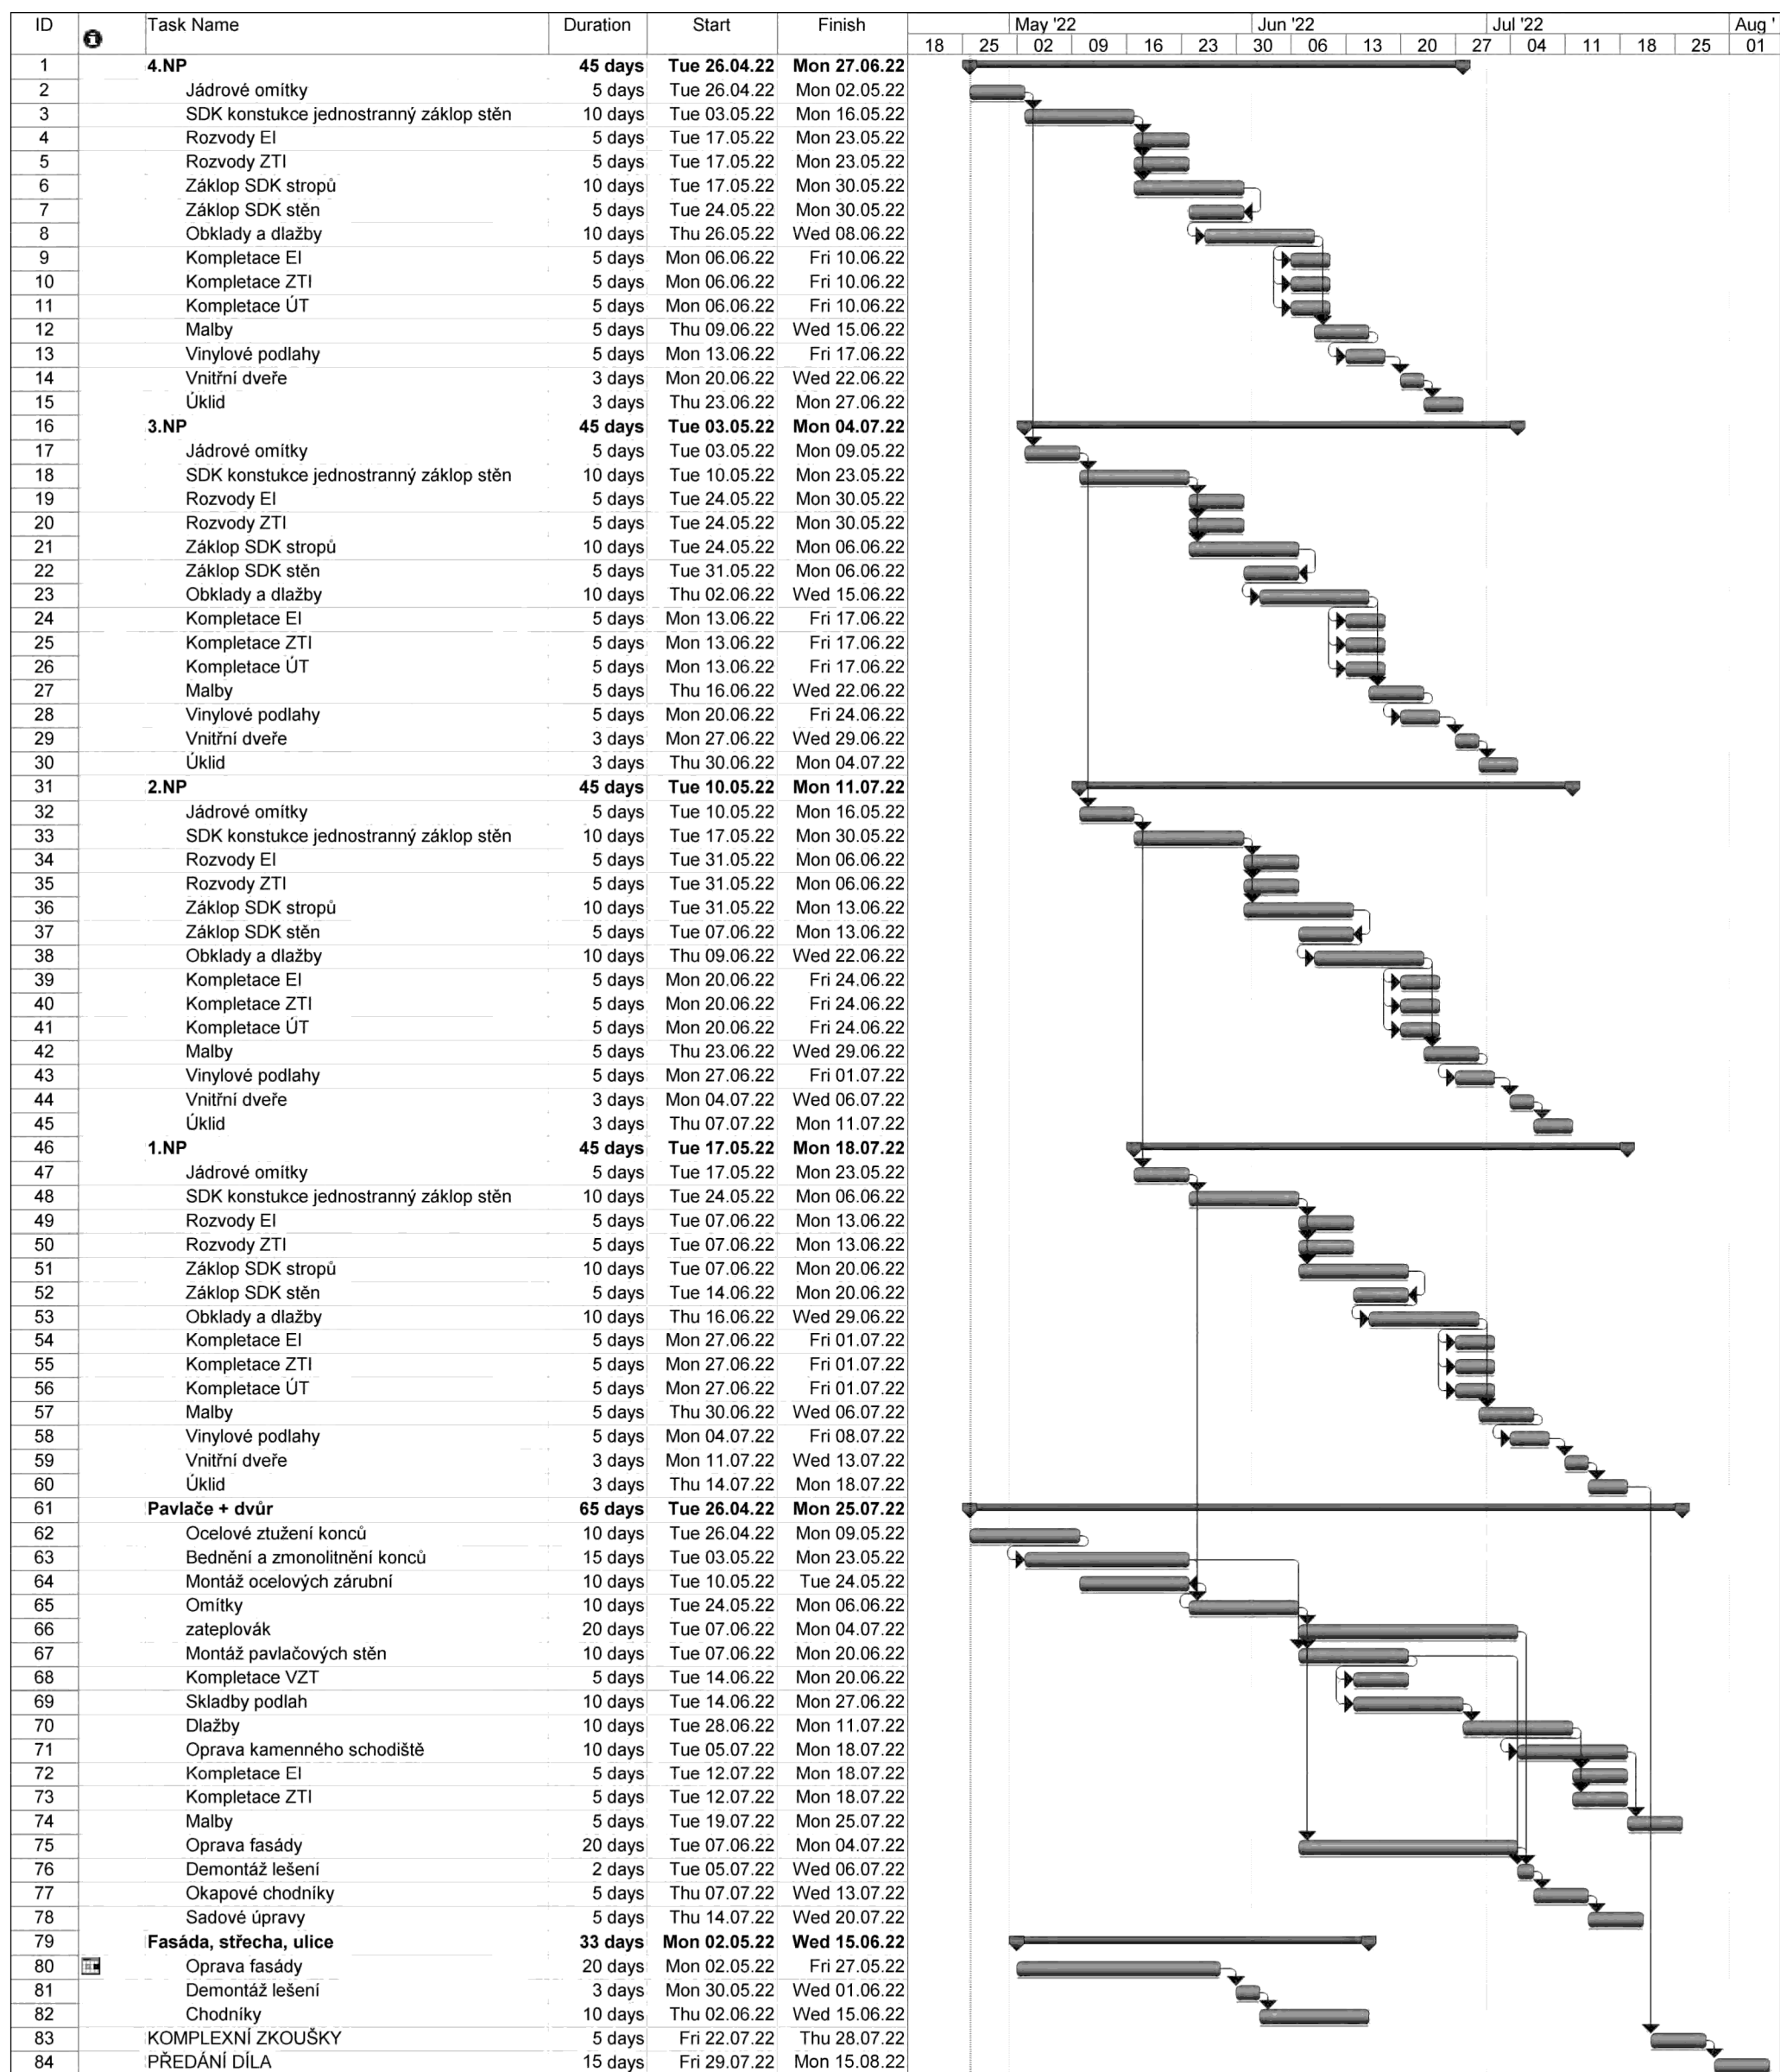 ID Task Name Duration Start Finish May '22 Jun '22 Jul '22 Aug '
18 25 02 09 16 23 30 06 13 20 27 04 11 18 25 01
1 4.NP 45 days Tue 26.04.22 Mon 27.06.22
2 Jádrové omítky 5 days Tue 26.04.22 Mon 02.05.22
3 SDK konstukce jednostranný záklop stěn 10 days Tue 03.05.22 Mon 16.05.22
4 Rozvody El 5 days Tue 17.05.22 Mon 23.05.22
5 Rozvody ZTI 5 days Tue 17.05.22 Mon 23.05.22
6 Záklop SDK stropů 10 days Tue 17.05.22 Mon 30.05.22
7 Záklop SDK stěn 5 days Tue 24.05.22 Mon 30.05.22
8 Obklady a dlažby 10 days Thu 26.05.22 Wed 08.06.22
9 Kompletace El 5 days Mon 06.06.22 Fri 10.06.22
10 Kompletace ZTI 5 days Mon 06.06.22 Fri 10.06.22
11 Kompletace ÚT 5 days Mon 06.06.22 Fri 10.06.22
12 Malby 5 days Thu 09.06.22 Wed 15.06.22
13 Vinylové podlahy 5 days Mon 13.06.22 Fri 17.06.22
14 Vnitřní dveře 3 days Mon 20.06.22 Wed 22.06.22
15 Úklid 3 days Thu 23.06.22 Mon 27.06.22
16 3.NP 45 days Tue 03.05.22 Mon 04.07.22
17 Jádrové omítky 5 days Tue 03.05.22 Mon 09.05.22
18 SDK konstukce jednostranný záklop stěn 10 days Tue 10.05.22 Mon 23.05.22
19 Rozvody El 5 days Tue 24.05.22 Mon 30.05.22
20 Rozvody ZTI 5 days Tue 24.05.22 Mon 30.05.22
21 Záklop SDK stropů 10 days Tue 24.05.22 Mon 06.06.22
22 Záklop SDK stěn 5 days Tue 31.05.22 Mon 06.06.22
23 Obklady a dlažby 10 days Thu 02.06.22 Wed 15.06.22
24 Kompletace El 5 days Mon 13.06.22 Fri 17.06.22
25 Kompletace ZTI 5 days Mon 13.06.22 Fri 17.06.22
26 Kompletace ÚT 5 days Mon 13.06.22 Fri 17.06.22
27 Malby 5 days Thu 16.06.22 Wed 22.06.22
28 Vinylové podlahy 5 days Mon 20.06.22 Fri 24.06.22
29 Vnitřní dveře 3 days Mon 27.06.22 Wed 29.06.22
30 Úklid 3 days Thu 30.06.22 Mon 04.07.22
31 2.NP 45 days Tue 10.05.22 Mon 11.07.22
32 Jádrové omítky 5 days Tue 10.05.22 Mon 16.05.22
33 SDK konstukce jednostranný záklop stěn 10 days Tue 17.05.22 Mon 30.05.22
34 Rozvody El 5 days Tue 31.05.22 Mon 06.06.22
35 Rozvody ZTI 5 days Tue 31.05.22 Mon 06.06.22
36 Záklop SDK stropů 10 days Tue 31.05.22 Mon 13.06.22
37 Záklop SDK stěn 5 days Tue 07.06.22 Mon 13.06.22
38 Obklady a dlažby 10 days Thu 09.06.22 Wed 22.06.22
39 Kompletace El 5 days Mon 20.06.22 Fri 24.06.22
40 Kompletace ZTI 5 days Mon 20.06.22 Fri 24.06.22
41 Kompletace ÚT 5 days Mon 20.06.22 Fri 24.06.22
42 Malby 5 days Thu 23.06.22 Wed 29.06.22
43 Vinylové podlahy 5 days Mon 27.06.22 Fri 01.07.22
44 Vnitřní dveře 3 days Mon 04.07.22 Wed 06.07.22
45 Úklid 3 days Thu 07.07.22 Mon 11.07.22
46 1.NP 45 days Tue 17.05.22 Mon 18.07.22
47 Jádrové omítky 5 days Tue 17.05.22 Mon 23.05.22
48 SDK konstukce jednostranný záklop stěn 10 days Tue 24.05.22 Mon 06.06.22
49 Rozvody El 5 days Tue 07.06.22 Mon 13.06.22
50 Rozvody ZTI 5 days Tue 07.06.22 Mon 13.06.22
51 Záklop SDK stropů 10 days Tue 07.06.22 Mon 20.06.22
52 Záklop SDK stěn 5 days Tue 14.06.22 Mon 20.06.22
53 Obklady a dlažby 10 days Thu 16.06.22 Wed 29.06.22
54 Kompletace El 5 days Mon 27.06.22 Fri 01.07.22
55 Kompletace ZTI 5 days Mon 27.06.22 Fri 01.07.22
56 Kompletace ÚT 5 days Mon 27.06.22 Fri 01.07.22
57 Malby 5 days Thu 30.06.22 Wed 06.07.22
58 Vinylové podlahy 5 days Mon 04.07.22 Fri 08.07.22
59 Vnitřní dveře 3 days Mon 11.07.22 Wed 13.07.22
60 Úklid 3 days Thu 14.07.22 Mon 18.07.22
61 Pavlače + dvůr 65 days Tue 26.04.22 Mon 25.07.22
62 Ocelové ztužení konců 10 days Tue 26.04.22 Mon 09.05.22
63 Bednění a zmonolitnění konců 15 days Tue 03.05.22 Mon 23.05.22
64 Montáž ocelových zárubní 10 days Tue 10.05.22 Tue 24.05.22
65 Omítky 10 days Tue 24.05.22 Mon 06.06.22
66 zateplovák 20 days Tue 07.06.22 Mon 04.07.22
67 Montáž pavlačových stěn 10 days Tue 07.06.22 Mon 20.06.22
68 Kompletace VZT 5 days Tue 14.06.22 Mon 20.06.22
69 Skladby podlah 10 days Tue 14.06.22 Mon 27.06.22
70 Dlažby 10 days Tue 28.06.22 Mon 11.07.22
71 Oprava kamenného schodiště 10 days Tue 05.07.22 Mon 18.07.22
72 Kompletace El 5 days Tue 12.07.22 Mon 18.07.22
73 Kompletace ZTI 5 days Tue 12.07.22 Mon 18.07.22
74 Malby 5 days Tue 19.07.22 Mon 25.07.22
75 Oprava fasády 20 days Tue 07.06.22 Mon 04.07.22
76 Demontáž lešení 2 days Tue 05.07.22 Wed 06.07.22
77 Okapové chodníky 5 days Thu 07.07.22 Wed 13.07.22
78 Sadové úpravy 5 days Thu 14.07.22 Wed 20.07.22
79 Fasáda, střecha, ulice 33 days Mon 02.05.22 Wed 15.06.22
80 Oprava fasády 20 days Mon 02.05.22 Fri 27.05.22
81 Demontáž lešení 3 days Mon 30.05.22 Wed 01.06.22
82 Chodníky 10 days Thu 02.06.22 Wed 15.06.22
83 KOMPLEXNÍ ZKOUŠKY 5 days Fri 22.07.22 Thu 28.07.22
84 PŘEDÁNÍ DÍLA 15 days Fri 29.07.22 Mon 15.08.22